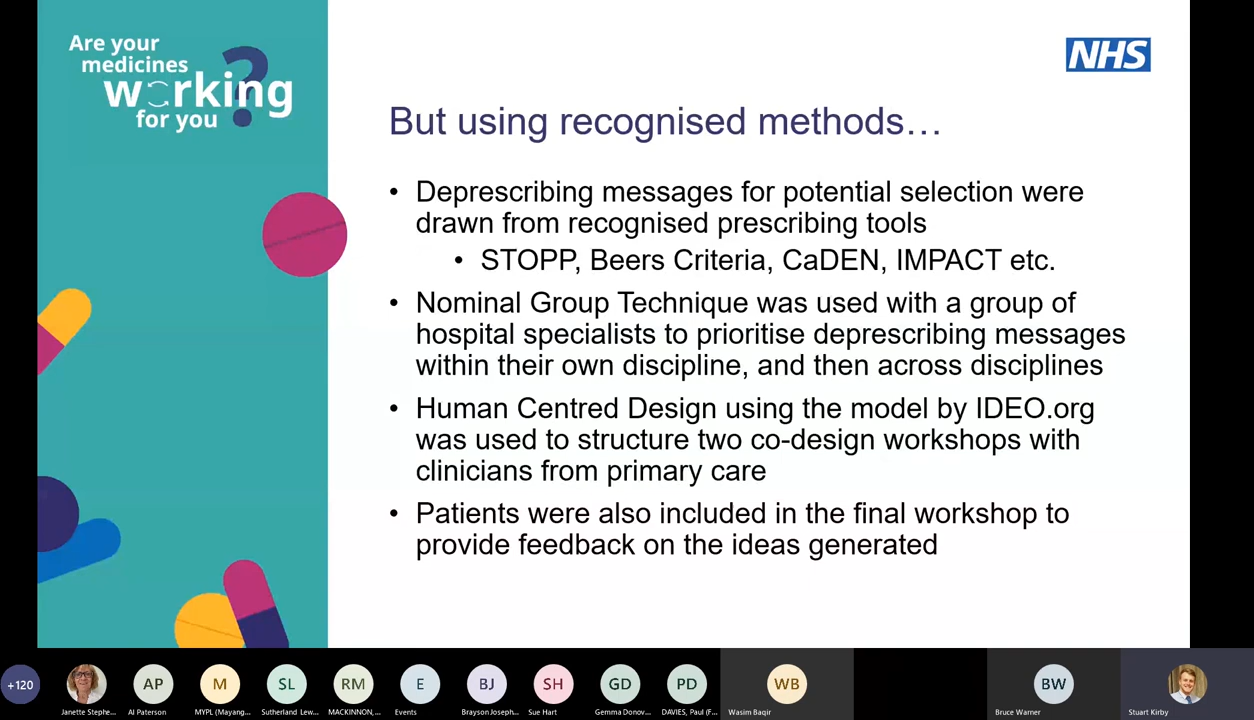 Are your
medicines
working
for you
?
NHS
But using recognised methods…
• Deprescribing messages for potential selection were
drawn from recognised prescribing tools
• STOPP, Beers Criteria, CaDEN, IMPACT etc.
• Nominal Group Technique was used with a group of
hospital specialists to prioritise deprescribing messages
within their own discipline, and then across disciplines
• Human Centred Design using the model by IDEO.org
was used to structure two co-design workshops with
clinicians from primary care
• Patients were also included in the final workshop to
provide feedback on the ideas generated
+120
AP
M
SL
RM
E
BJ
SH
GD
PD
WB
BW
Janette Stephe...
Al Paterson
MYPL (Mayang...
Sutherland Lew...
MACKINNON,...
Events
Brayson Joseph...
Sue Hart
Gemma Donov...
DAVIES, Paul (F...
Wasim Baqir
Bruce Warner
Stuart Kirby